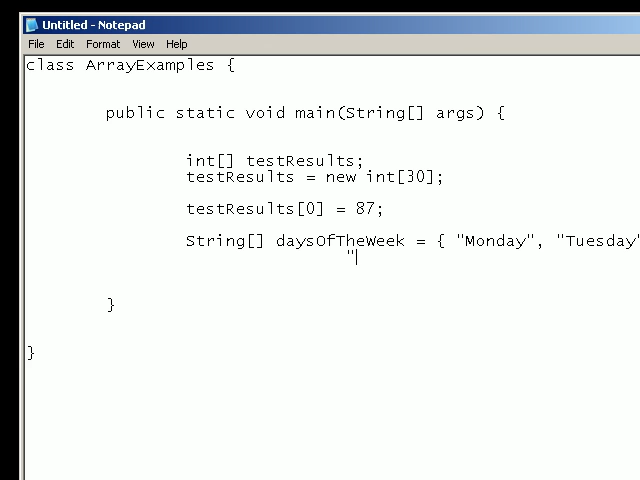 Untitled - Notepad
File Edit Format View Help
class ArrayExamples {
public static void main(String[] args) {
int[] testResults;
testResults = new int[30];
testResults[0] = 87;
String[] daysOfTheWeek = { "Monday", "Tuesday"
"
}
}